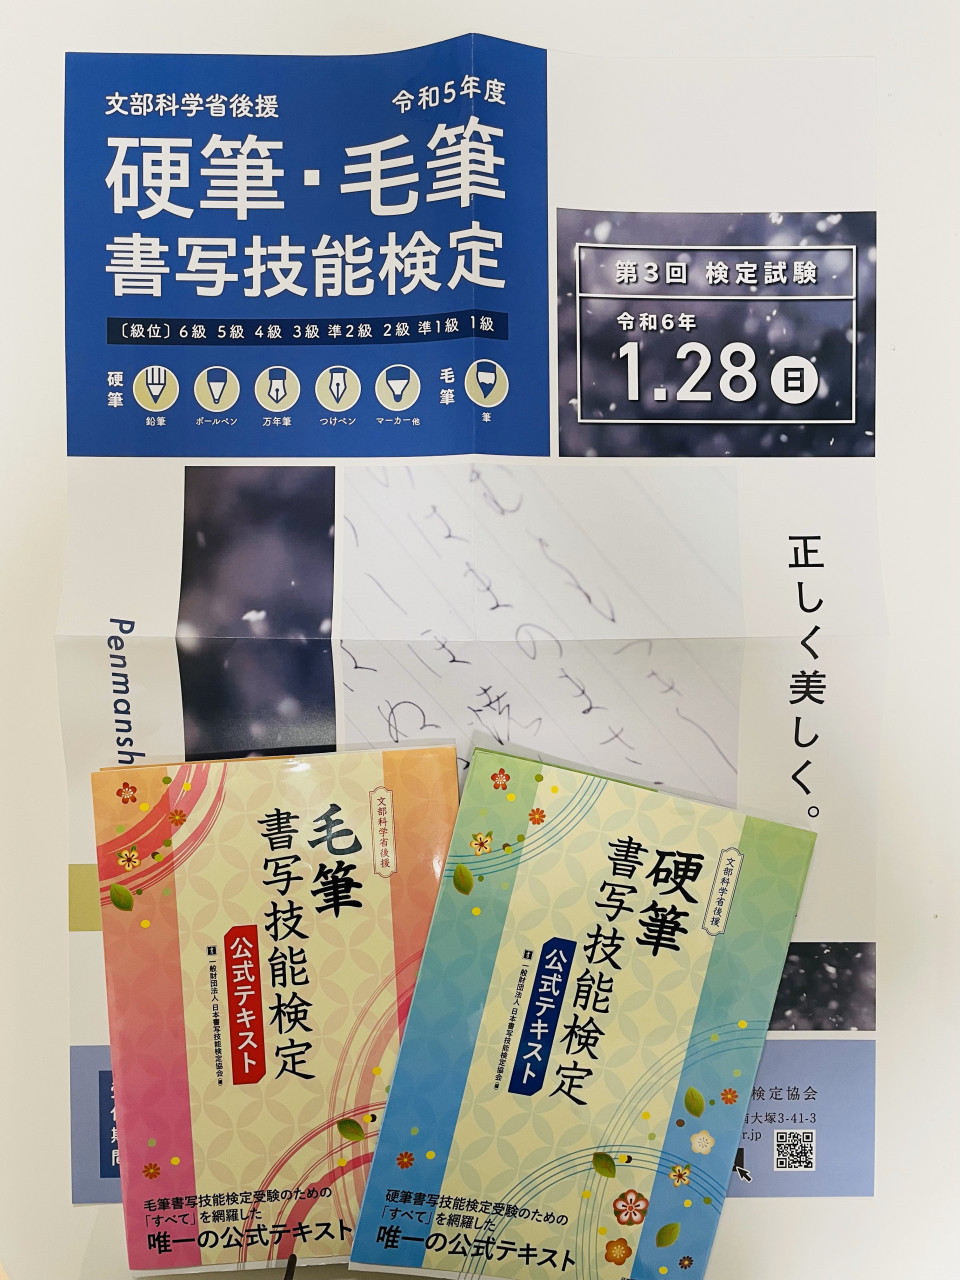 文部科学省後援
令和5年度
硬筆・毛筆
書写技能検定
〔級位〕6級 5級 4級 3級 準2級 2級 準1級 1級
硬筆
鉛筆
ボールペン
万年筆
つけペン
マーカー他
毛筆
筆
第3回 検定試験
令和6年
1.28 日
正しく美しく。
Penmansh
文部科学省後援
毛筆
書写技能検定
公式テキスト
一般財団法人 日本書写技能検定協会 編
毛筆書写技能検定受験のための
「すべて」を網羅した
唯一の公式テキスト
文部科学省後援
硬筆
書写技能検定
公式テキスト
一般財団法人 日本書写技能検定協会 編
硬筆書写技能検定受験のための
「すべて」を網羅した
唯一の公式テキスト
検定協会
南大塚3-41-3
r.jp